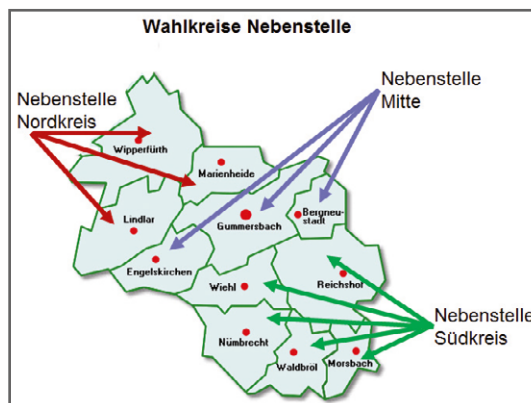 Wahlkreise Nebenstelle
Nebenstelle
Mitte
Nebenstelle
Nordkreis
Wipperfürth
Marienheide
Lindlar
Gummersbach
Bergneu-
stadt
Engelskirchen
Wiehl
Reichshof
Nebenstelle
Südkreis
Nümbrecht
Waldbröl
Morsbach